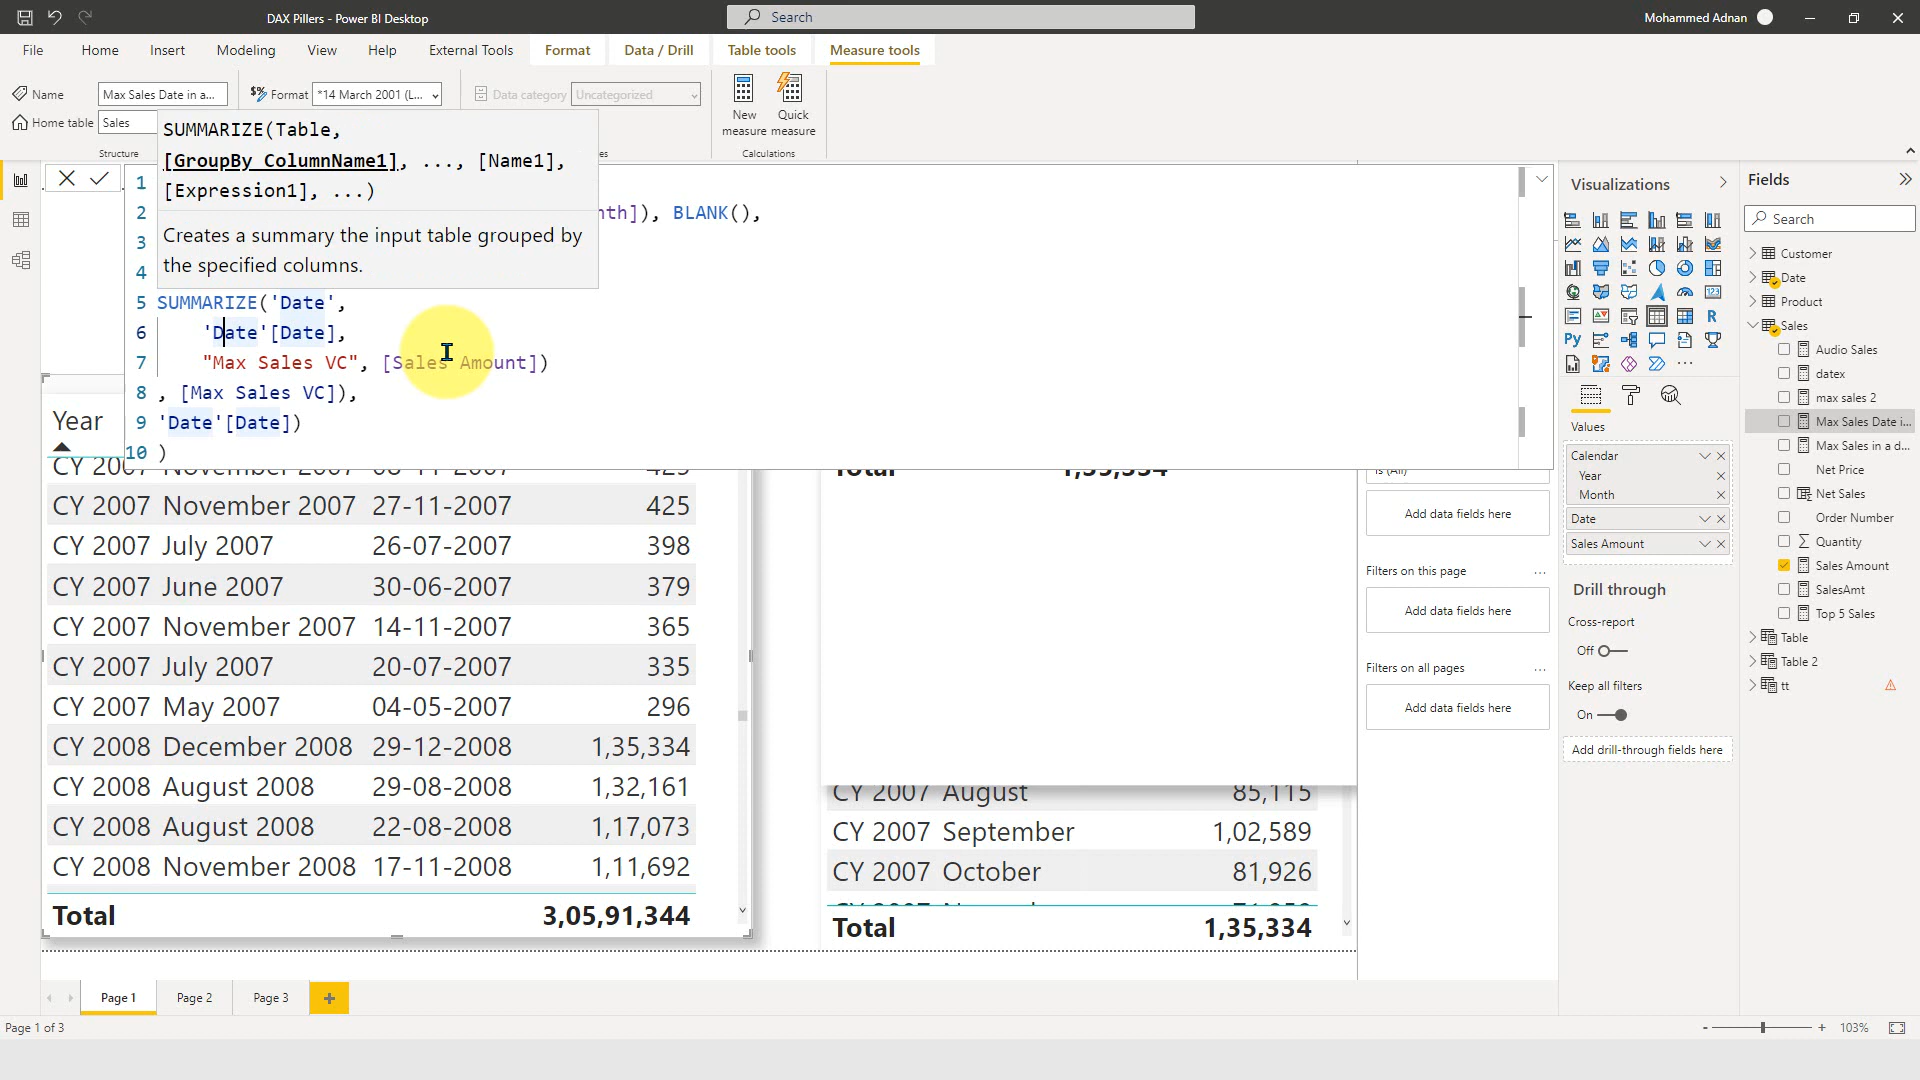 DAX Pillers - Power BI Desktop
Search
Mohammed Adnan
File Home Insert Modeling View Help External Tools Format Data / Drill Table tools Measure tools
Name
Max Sales Date in a...
Format
*14 March 2001 (L...
Data category
Uncategorized
Home table
Sales
Structure
New
measure
Quick
measure
Calculations
SUMMARIZE(Table,
[GroupBy_ColumnName1], ..., [Name1],
[Expression1], ...)
Creates a summary the input table grouped by
the specified columns.
1
2 nth]), BLANK(),
3
4
5 SUMMARIZE('Date',
6 'Date'[Date],
7 "Max Sales VC", [Sales Amount])
8 , [Max Sales VC]),
9 'Date'[Date])
10 )
Year
CY 2007 November 2007 27-11-2007 425
CY 2007 July 2007 26-07-2007 398
CY 2007 June 2007 30-06-2007 379
CY 2007 November 2007 14-11-2007 365
CY 2007 July 2007 20-07-2007 335
CY 2007 May 2007 04-05-2007 296
CY 2008 December 2008 29-12-2008 1,35,334
CY 2008 August 2008 29-08-2008 1,32,161
CY 2008 August 2008 22-08-2008 1,17,073
CY 2008 November 2008 17-11-2008 1,11,692
Total 3,05,91,344
Total 1,35,334
CY 2007 August 85,115
CY 2007 September 1,02,589
CY 2007 October 81,926
Total 1,35,334
is (All)
Add data fields here
Filters on this page ...
Add data fields here
Filters on all pages ...
Add data fields here
Visualizations
R
Py
...
Values
Calendar
Year
Month
Date
Sales Amount
Drill through
Cross-report
Off
Keep all filters
On
Add drill-through fields here
Fields
Search
Customer
Date
Product
Sales
Audio Sales
datex
max sales 2
Max Sales Date i...
Max Sales in a d...
Net Price
Net Sales
Order Number
Quantity
Sales Amount
SalesAmt
Top 5 Sales
Table
Table 2
tt
Page 1 Page 2 Page 3 +
Page 1 of 3
- + 103%